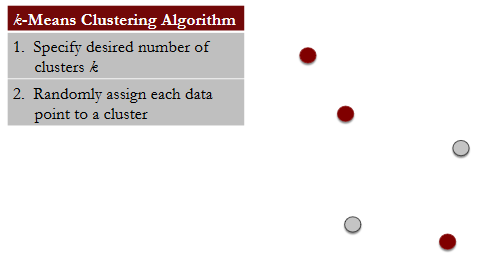 k-Means Clustering Algorithm
1. Specify desired number of
clusters k
2. Randomly assign each data
point to a cluster